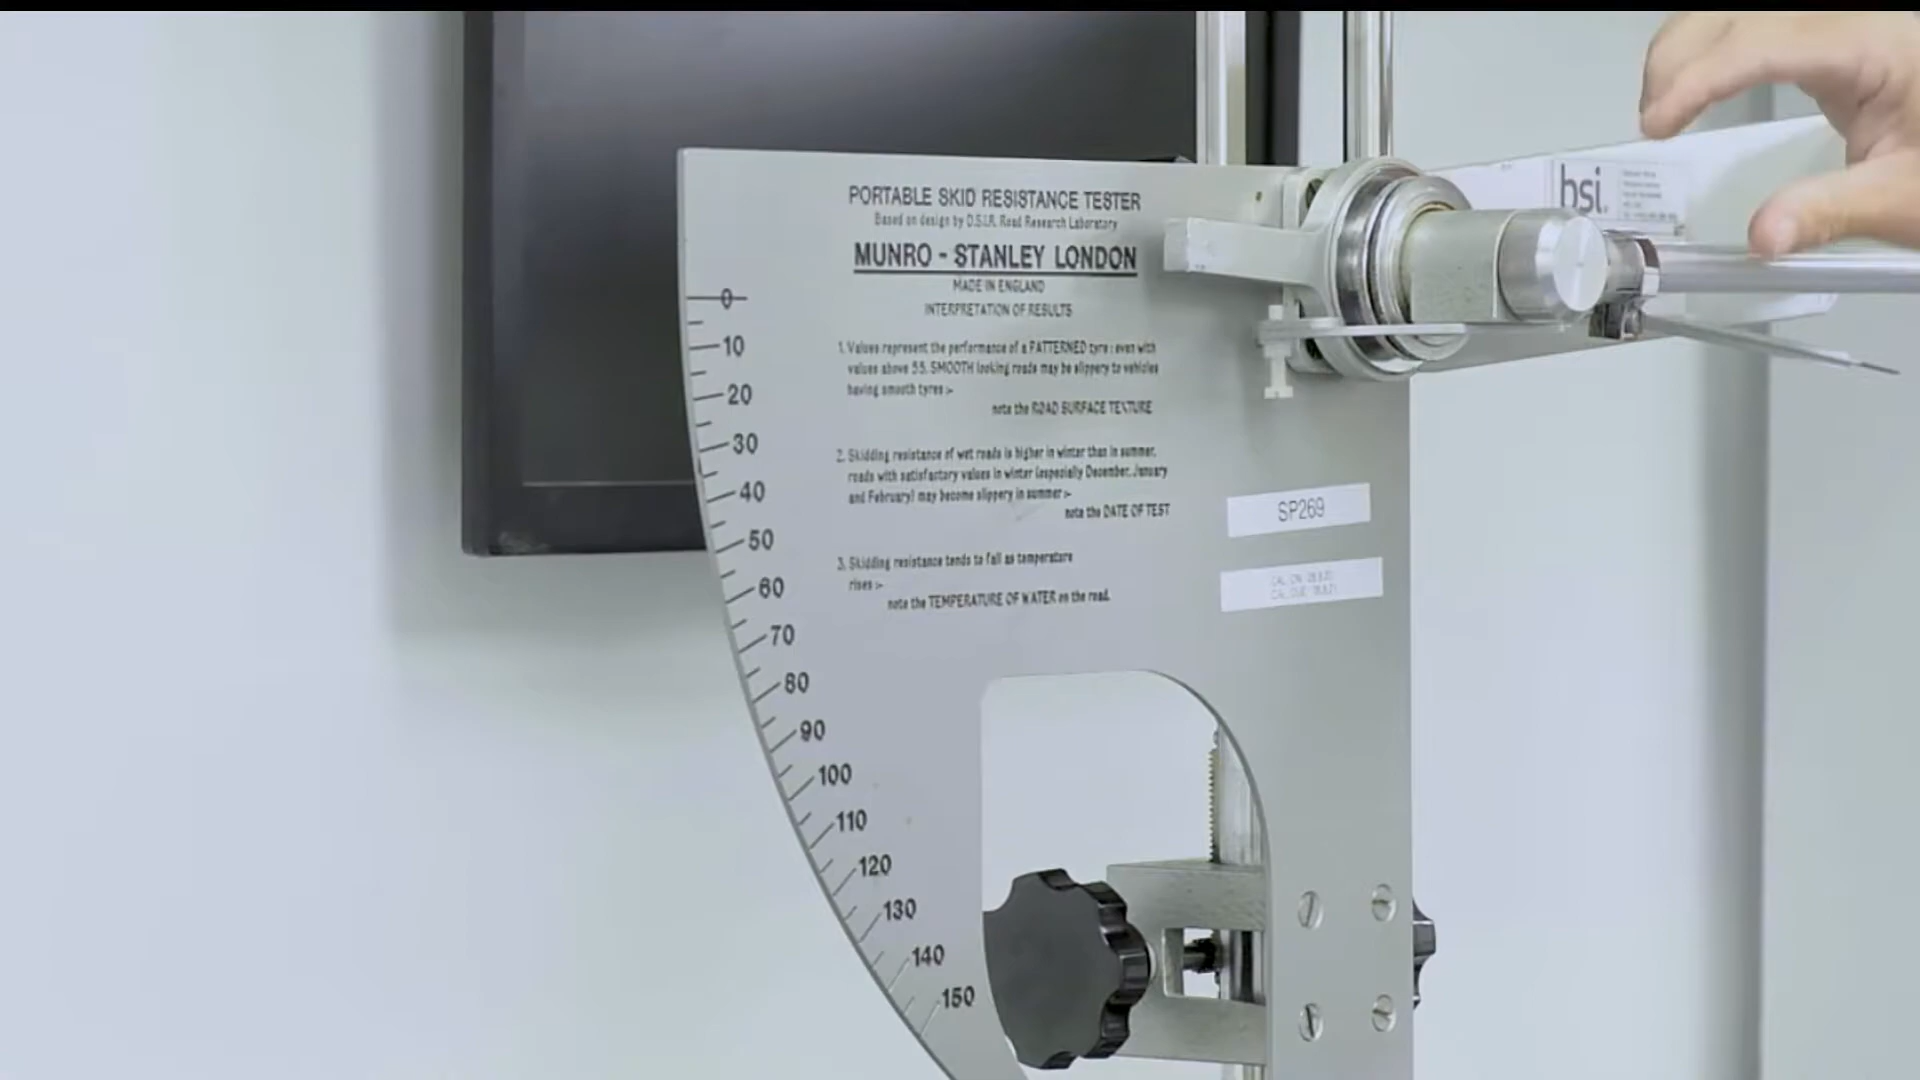 PORTABLE SKID RESISTANCE TESTER
Based on design by D.S.I.R. Road Research Laboratory
MUNRO - STANLEY LONDON
MADE IN ENGLAND
INTERPRETATION OF RESULTS
1. Values represent the performance of a PATTERNED tyre : even with
values above 55, SMOOTH looking roads may be slippery to vehicles
having smooth tyres :-
note the ROAD SURFACE TEXTURE
2. Skidding resistance of wet roads is higher in winter than in summer,
roads with satisfactory values in winter (especially December, January
and February) may become slippery in summer :-
note the DATE OF TEST
3. Skidding resistance tends to fall as temperature
rises :-
note the TEMPERATURE OF WATER on the road.
0
10
20
30
40
50
60
70
80
90
100
110
120
130
140
150
bsi.
SP269
CAL. ON
CAL. DUE